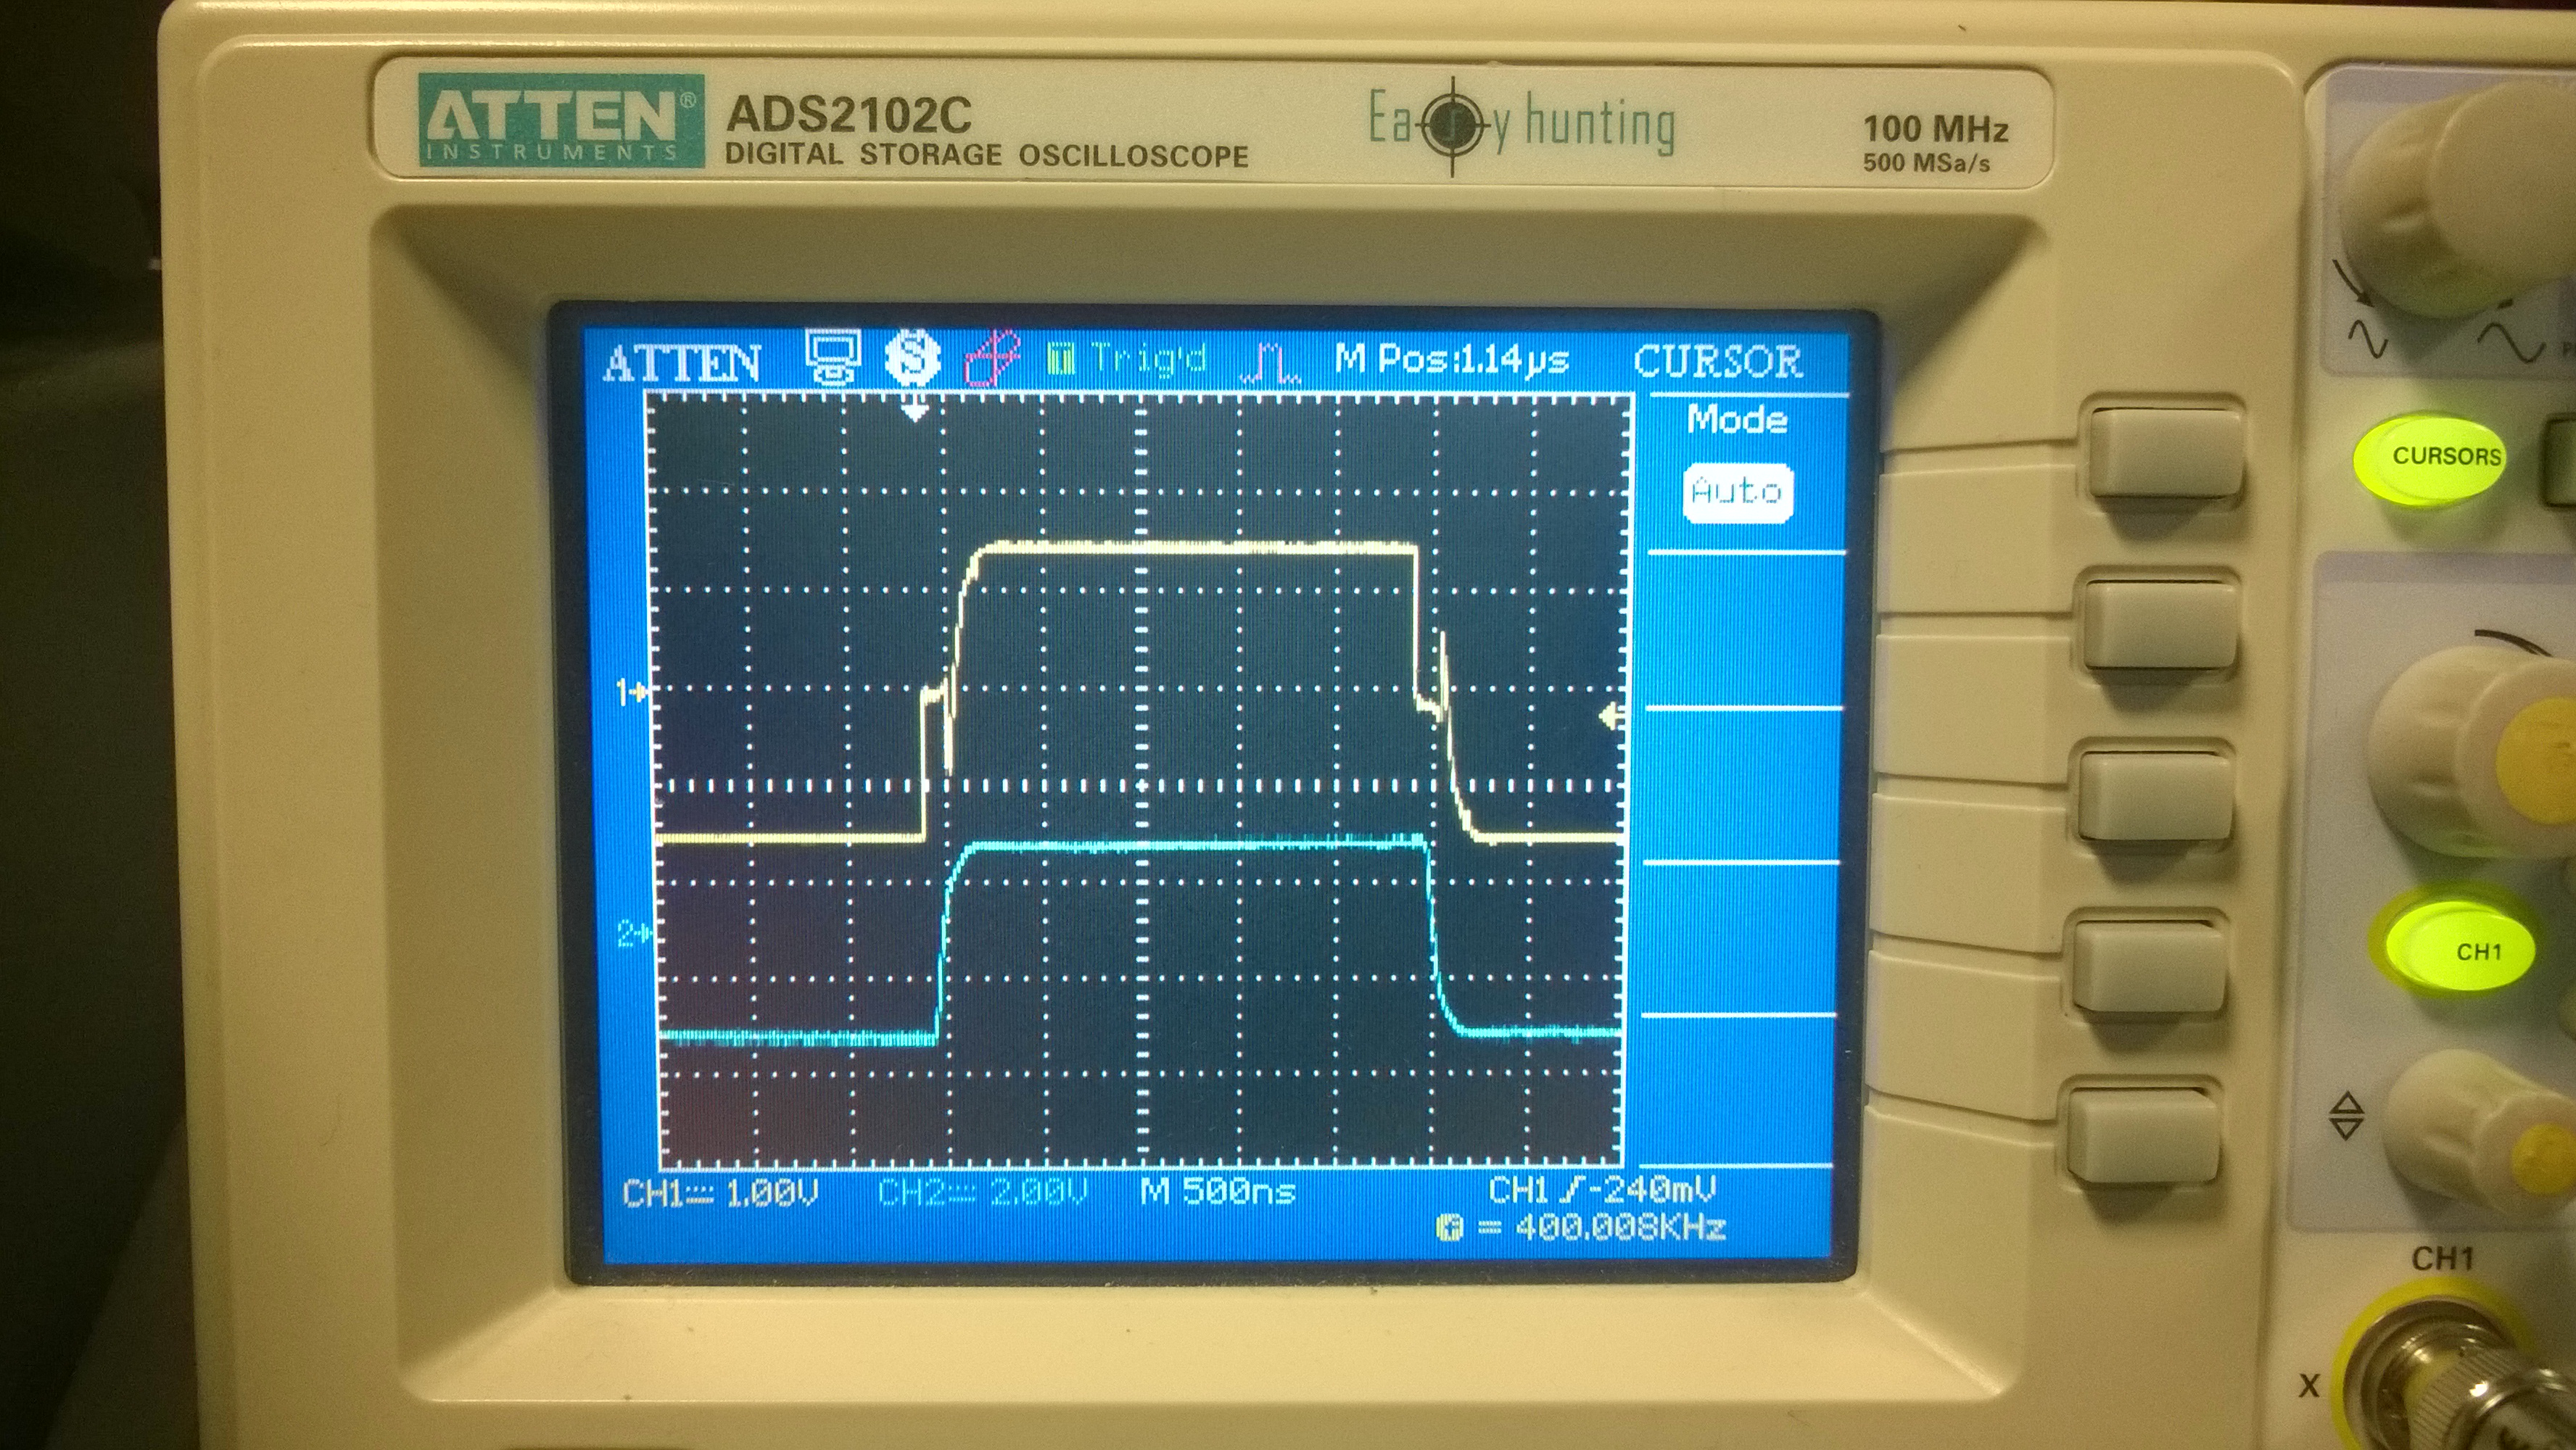 ATTEN®
INSTRUMENTS
ADS2102C
DIGITAL STORAGE OSCILLOSCOPE
Easy hunting
100 MHz
500 MSa/s
ATTEN S T Trig'd M Pos:1.14µs CURSOR
Mode
Auto
CURSORS
1
2
CH1 1.00V CH2 2.00V M 500ns CH1 -240mV
= 400.008KHz
CH1
CH1
X